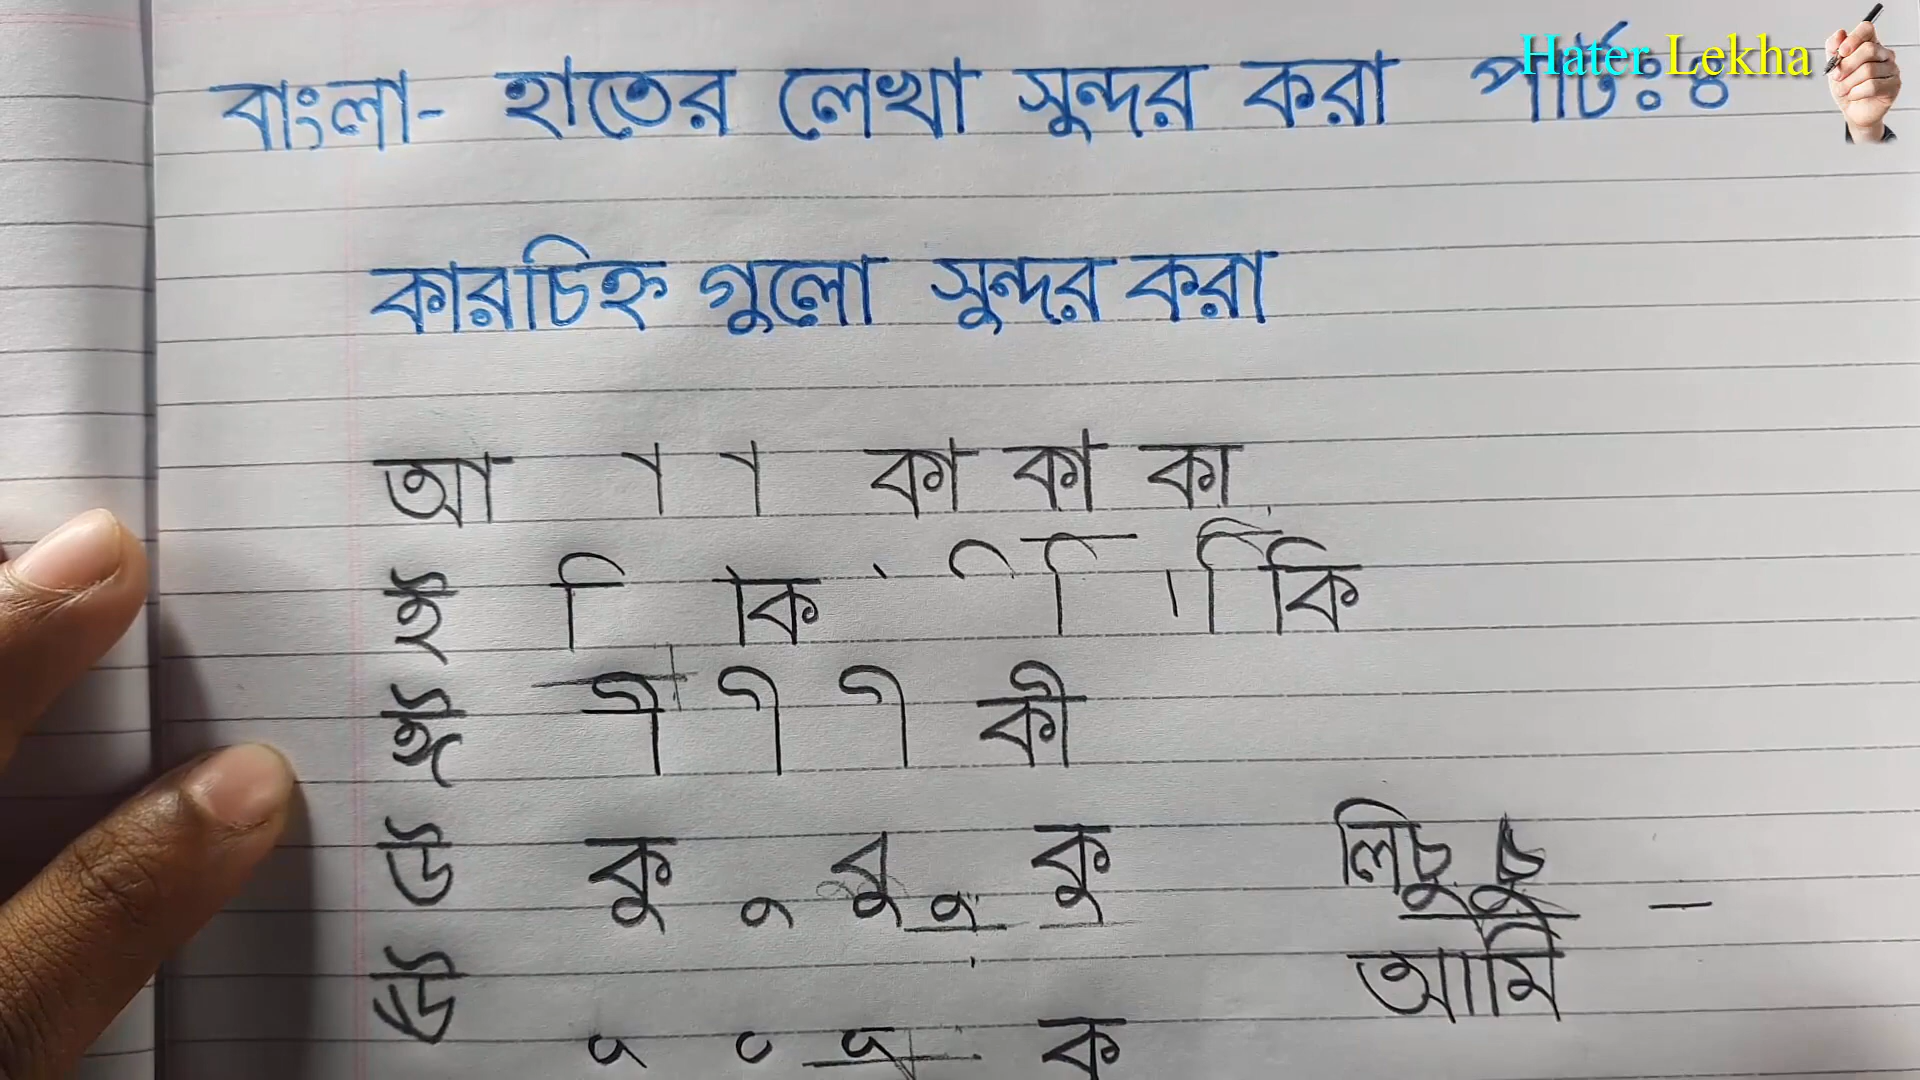 Hater Lekha
বাংলা- হাতের লেখা সুন্দর করা পার্টঃ ৪
কারচিহ্ন গুলো সুন্দর করা
আ া া কা কা কা
ই ি কি ি ি কি
ঈ ী ী ী কী
উ কু ু বু ু কু লিচু চু
ঊ আমি
ূ ক